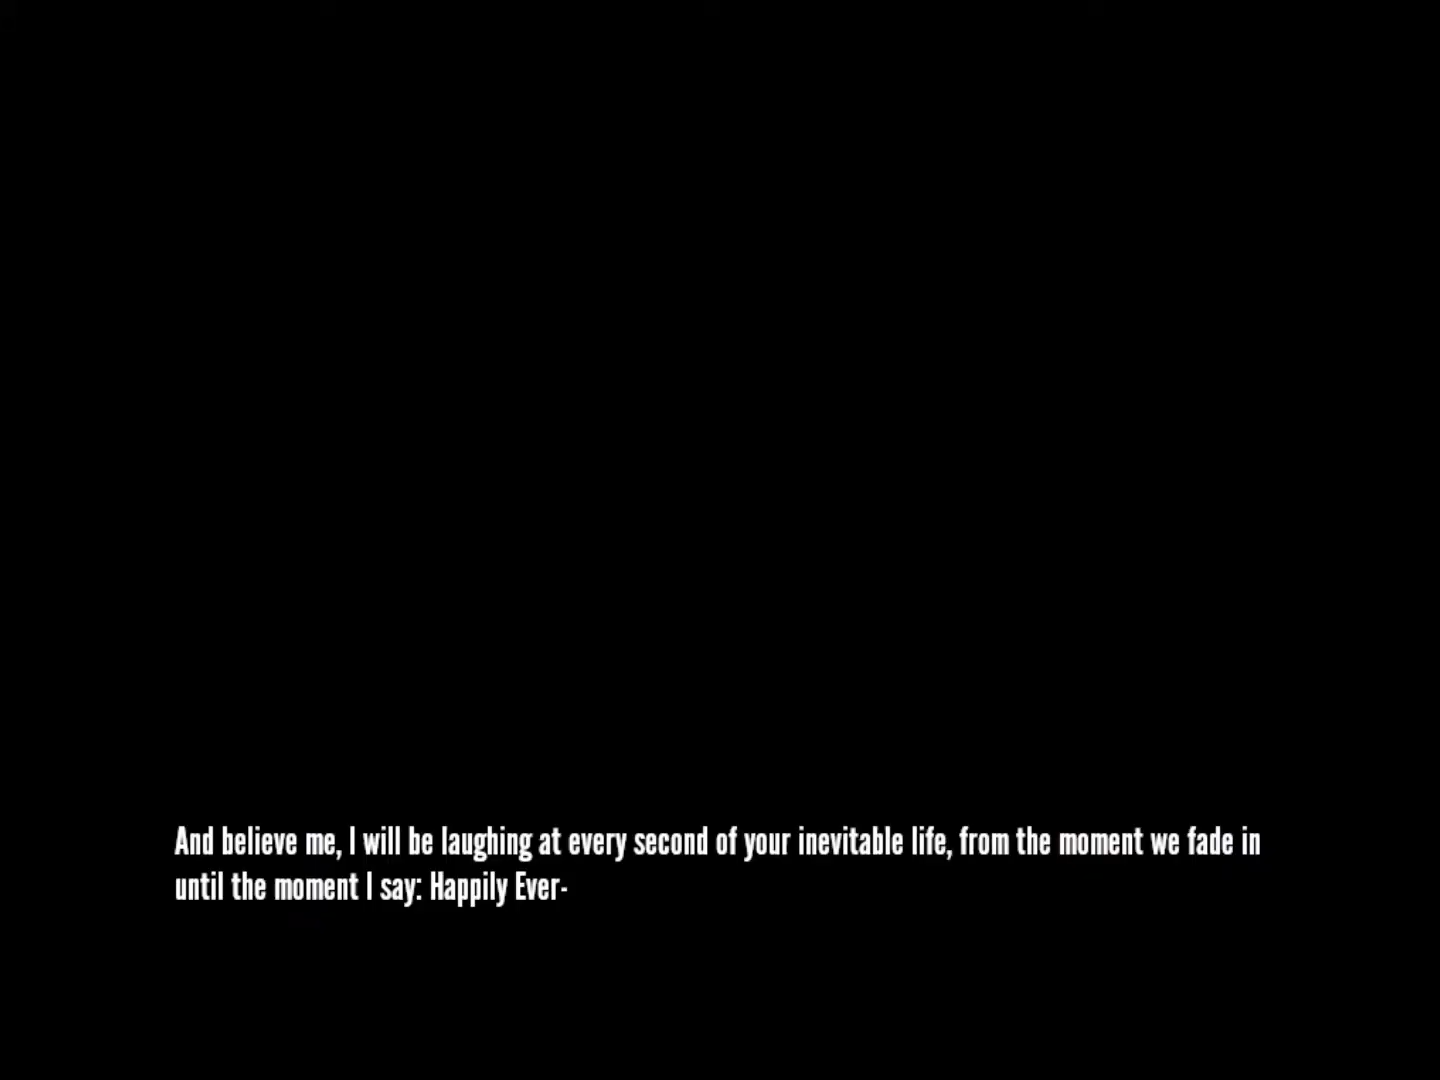 And believe me, I will be laughing at every second of your inevitable life, from the moment we fade in
until the moment I say: Happily Ever-